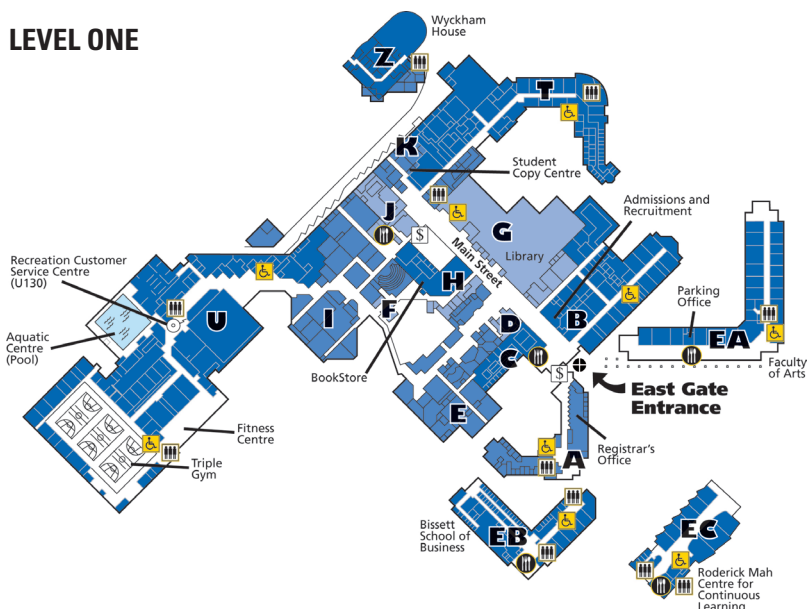 LEVEL ONE
Wyckham
House
Z
T
K
Student
Copy Centre
Admissions and
Recruitment
J
$
G
Library
Main Street
Recreation Customer
Service Centre
(U130)
H
Parking
Office
F
U
I
D
B
EA
Aquatic
Centre
(Pool)
C
Faculty
of Arts
BookStore
$
East Gate
Entrance
E
Fitness
Centre
Triple
Gym
A
Registrar's
Office
Bissett
School of
Business
EB
EC
Roderick Mah
Centre for
Continuous
Learning